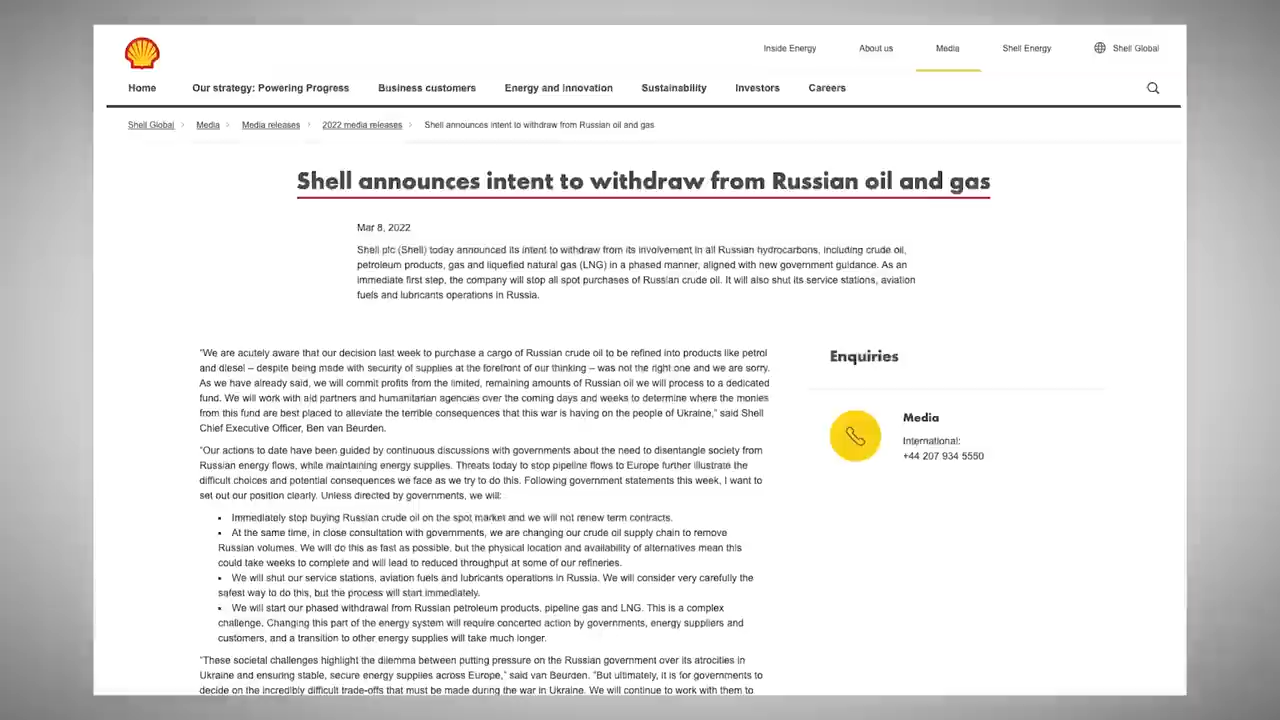 Inside Energy About us Media Shell Energy Shell Global
Home Our strategy: Powering Progress Business customers Energy and Innovation Sustainability Investors Careers
Shell Global > Media > Media releases > 2022 media releases > Shell announces intent to withdraw from Russian oil and gas
Shell announces intent to withdraw from Russian oil and gas
Mar 8, 2022
Shell plc (Shell) today announced its intent to withdraw from its involvement in all Russian hydrocarbons, including crude oil,
petroleum products, gas and liquefied natural gas (LNG) in a phased manner, aligned with new government guidance. As an
immediate first step, the company will stop all spot purchases of Russian crude oil. It will also shut its service stations, aviation
fuels and lubricants operations in Russia.
"We are acutely aware that our decision last week to purchase a cargo of Russian crude oil to be refined into products like petrol
and diesel – despite being made with security of supplies at the forefront of our thinking – was not the right one and we are sorry.
As we have already said, we will commit profits from the limited, remaining amounts of Russian oil we will process to a dedicated
fund. We will work with aid partners and humanitarian agencies over the coming days and weeks to determine where the monies
from this fund are best placed to alleviate the terrible consequences that this war is having on the people of Ukraine," said Shell
Chief Executive Officer, Ben van Beurden.
"Our actions to date have been guided by continuous discussions with governments about the need to disentangle society from
Russian energy flows, while maintaining energy supplies. Threats today to stop pipeline flows to Europe further illustrate the
difficult choices and potential consequences we face as we try to do this. Following government statements this week, I want to
set out our position clearly. Unless directed by governments, we will:
• Immediately stop buying Russian crude oil on the spot market and we will not renew term contracts.
• At the same time, in close consultation with governments, we are changing our crude oil supply chain to remove
Russian volumes. We will do this as fast as possible, but the physical location and availability of alternatives mean this
could take weeks to complete and will lead to reduced throughput at some of our refineries.
• We will shut our service stations, aviation fuels and lubricants operations in Russia. We will consider very carefully the
safest way to do this, but the process will start immediately.
• We will start our phased withdrawal from Russian petroleum products, pipeline gas and LNG. This is a complex
challenge. Changing this part of the energy system will require concerted action by governments, energy suppliers and
customers, and a transition to other energy supplies will take much longer.
"These societal challenges highlight the dilemma between putting pressure on the Russian government over its atrocities in
Ukraine and ensuring stable, secure energy supplies across Europe," said van Beurden. "But ultimately, it is for governments to
decide on the incredibly difficult trade-offs that must be made during the war in Ukraine. We will continue to work with them to
Enquiries
Media
International:
+44 207 934 5550